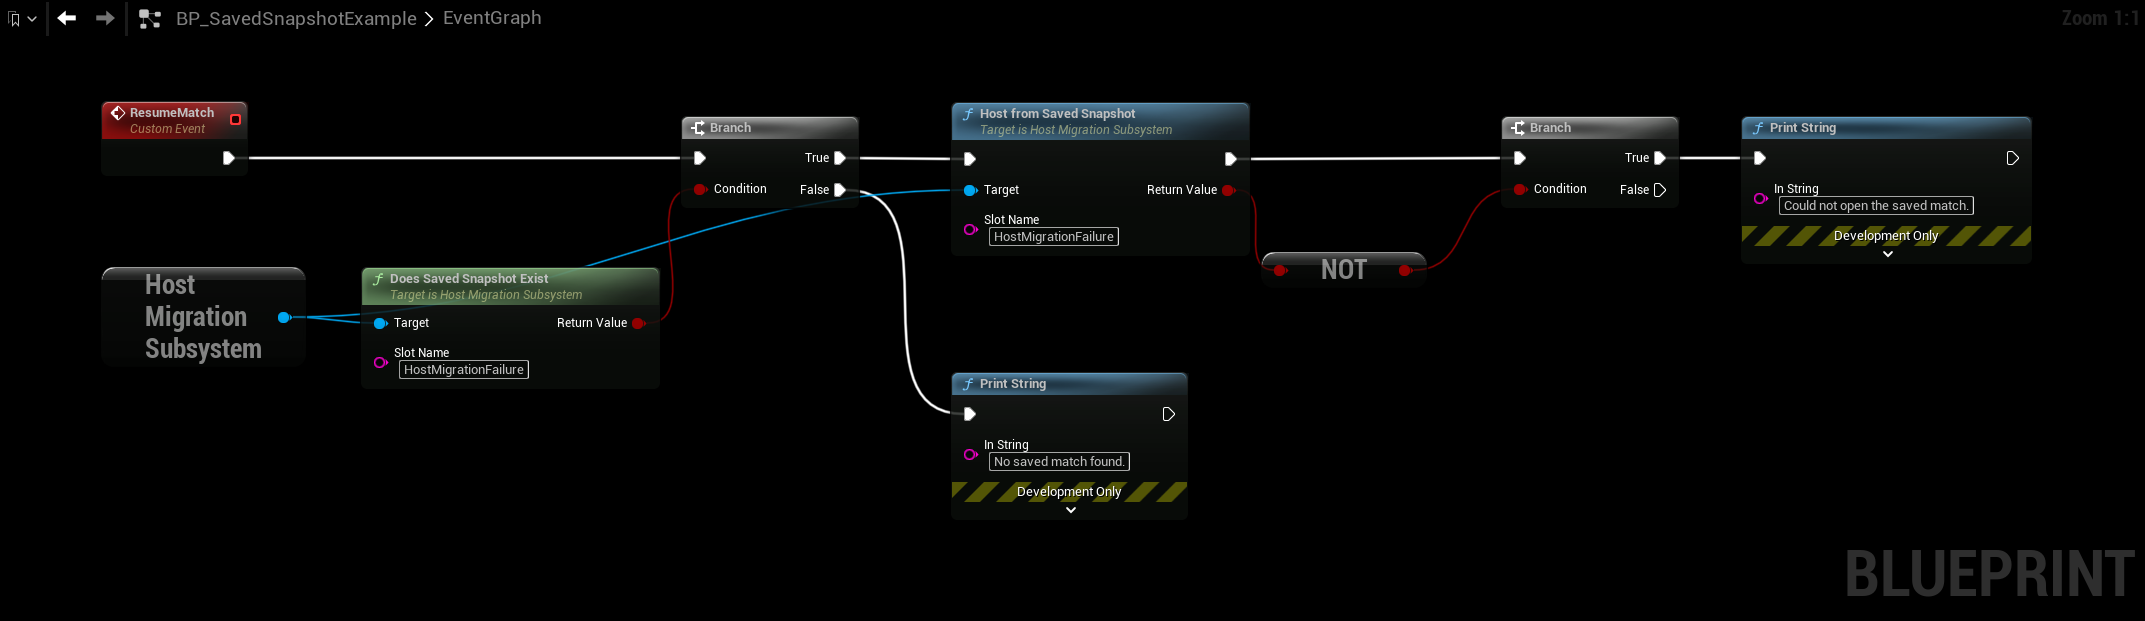 BP_SavedSnapshotExample > EventGraph
Zoom 1:1
ResumeMatch
Custom Event
Branch
True
Condition
False
Host from Saved Snapshot
Target is Host Migration Subsystem
Target
Return Value
Slot Name
HostMigrationFailure
Branch
True
Condition
False
Print String
In String
Could not open the saved match.
Development Only
NOT
Host
Migration
Subsystem
Does Saved Snapshot Exist
Target is Host Migration Subsystem
Target
Return Value
Slot Name
HostMigrationFailure
Print String
In String
No saved match found.
Development Only
BLUEPRINT